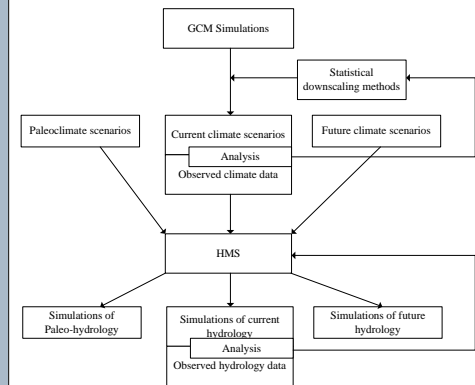 GCM Simulations
Statistical
downscaling methods
Paleoclimate scenarios
Current climate scenarios
Future climate scenarios
Analysis
Observed climate data
HMS
Simulations of
Paleo-hydrology
Simulations of current
hydrology
Simulations of future
hydrology
Analysis
Observed hydrology data